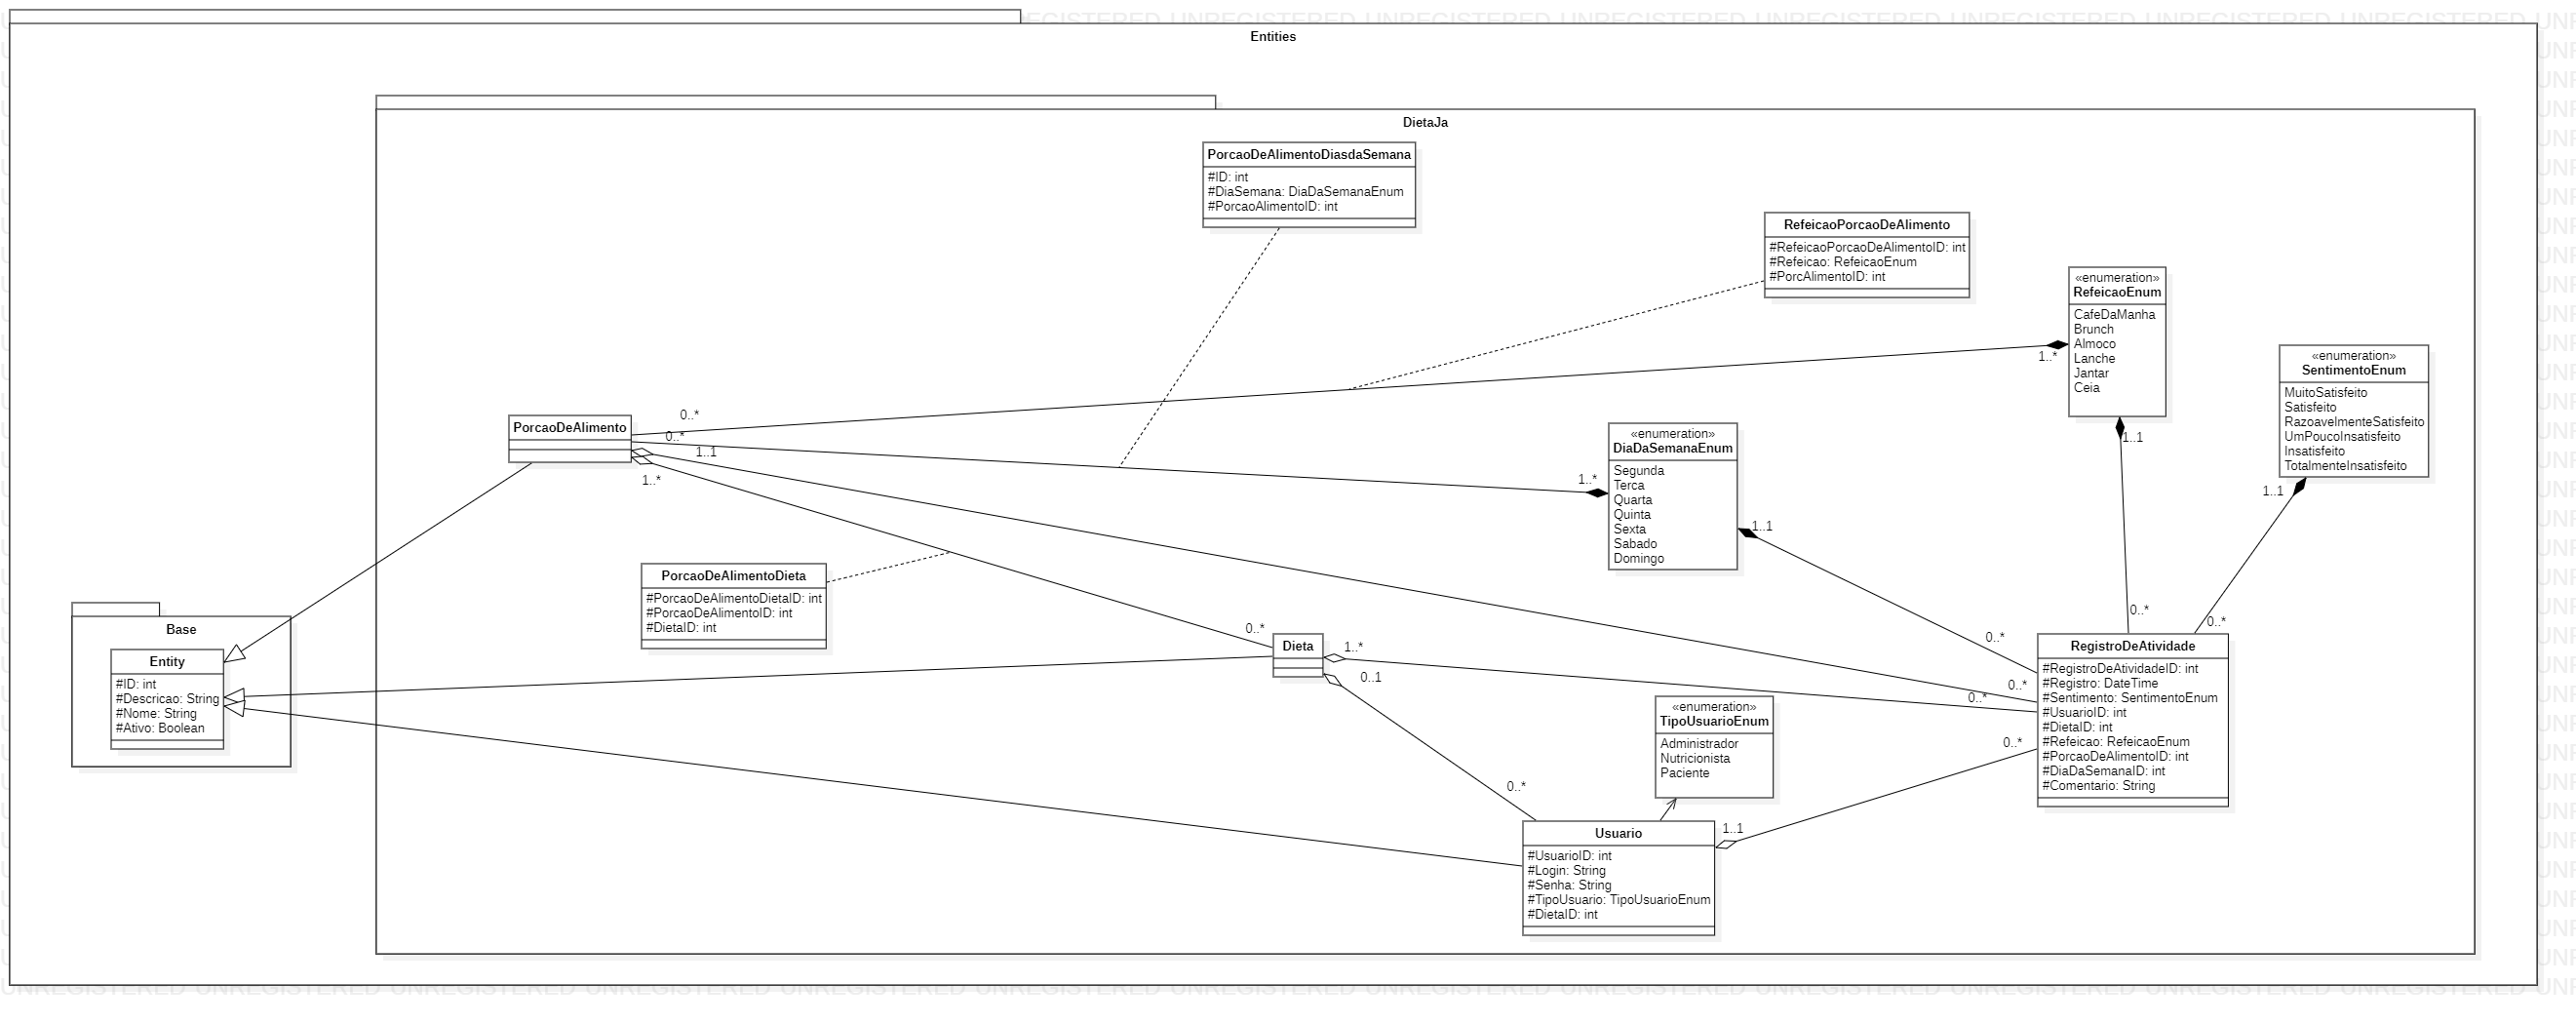 UNREGISTERED UNREGISTERED UNREGISTERED UNREGISTERED UNREGISTERED UNREGISTERED UNREGISTERED
Entities
DietaJa
PorcaoDeAlimentoDiasdaSemana
#ID: int
#DiaSemana: DiaDaSemanaEnum
#PorcaoAlimentoID: int
RefeicaoPorcaoDeAlimento
#RefeicaoPorcaoDeAlimentoID: int
#Refeicao: RefeicaoEnum
#PorcAlimentoID: int
«enumeration»
RefeicaoEnum
CafeDaManha
Brunch
Almoco
Lanche
Jantar
Ceia
1..*
«enumeration»
SentimentoEnum
MuitoSatisfeito
Satisfeito
RazoavelmenteSatisfeito
UmPoucoInsatisfeito
Insatisfeito
TotalmenteInsatisfeito
PorcaoDeAlimento
0..*
0..*
1..1
1..*
«enumeration»
DiaDaSemanaEnum
Segunda
Terca
Quarta
Quinta
Sexta
Sabado
Domingo
1..*
1..1
1..1
1..1
PorcaoDeAlimentoDieta
#PorcaoDeAlimentoDietaID: int
#PorcaoDeAlimentoID: int
#DietaID: int
Base
Entity
#ID: int
#Descricao: String
#Nome: String
#Ativo: Boolean
0..*
Dieta
1..*
0..1
0..*
0..*
0..*
0..*
0..*
0..*
RegistroDeAtividade
#RegistroDeAtividadeID: int
#Registro: DateTime
#Sentimento: SentimentoEnum
#UsuarioID: int
#DietaID: int
#Refeicao: RefeicaoEnum
#PorcaoDeAlimentoID: int
#DiaDaSemanaID: int
#Comentario: String
«enumeration»
TipoUsuarioEnum
Administrador
Nutricionista
Paciente
0..*
1..1
Usuario
#UsuarioID: int
#Login: String
#Senha: String
#TipoUsuario: TipoUsuarioEnum
#DietaID: int
UNREGISTERED UNREGISTERED UNREGISTERED UNREGISTERED UNREGISTERED UNREGISTERED UNREGISTERED UNREGISTERED UNREGISTERED UNREGISTERED UNREGISTERED UNREGISTERED UNREGISTERED